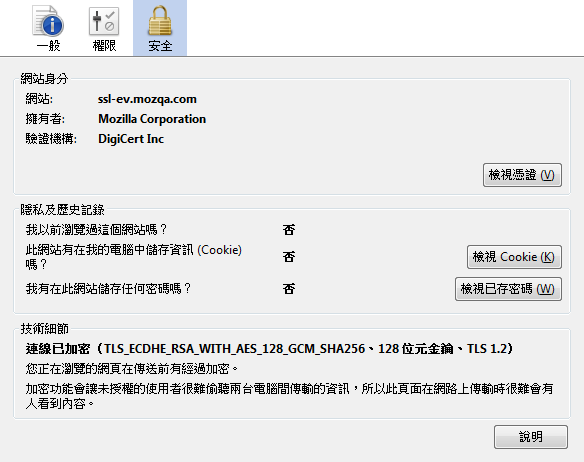 一般 權限 安全
網站身分
網站: ssl-ev.mozqa.com
擁有者: Mozilla Corporation
驗證機構: DigiCert Inc
檢視憑證 (V)
隱私及歷史記錄
我以前瀏覽過這個網站嗎？ 否
此網站有在我的電腦中儲存資訊 (Cookie)
嗎？ 否 檢視 Cookie (K)
我有在此網站儲存任何密碼嗎？ 否 檢視已存密碼 (W)
技術細節
連線已加密（TLS_ECDHE_RSA_WITH_AES_128_GCM_SHA256、128 位元金鑰、TLS 1.2）
您正在瀏覽的網頁在傳送前有經過加密。
加密功能會讓未授權的使用者很難偷聽兩台電腦間傳輸的資訊，所以此頁面在網路上傳輸時很難會有
人看到內容。
說明